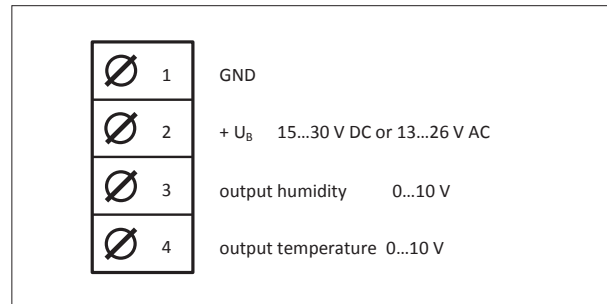 1 GND
2 + U_B 15...30 V DC or 13...26 V AC
3 output humidity 0...10 V
4 output temperature 0...10 V